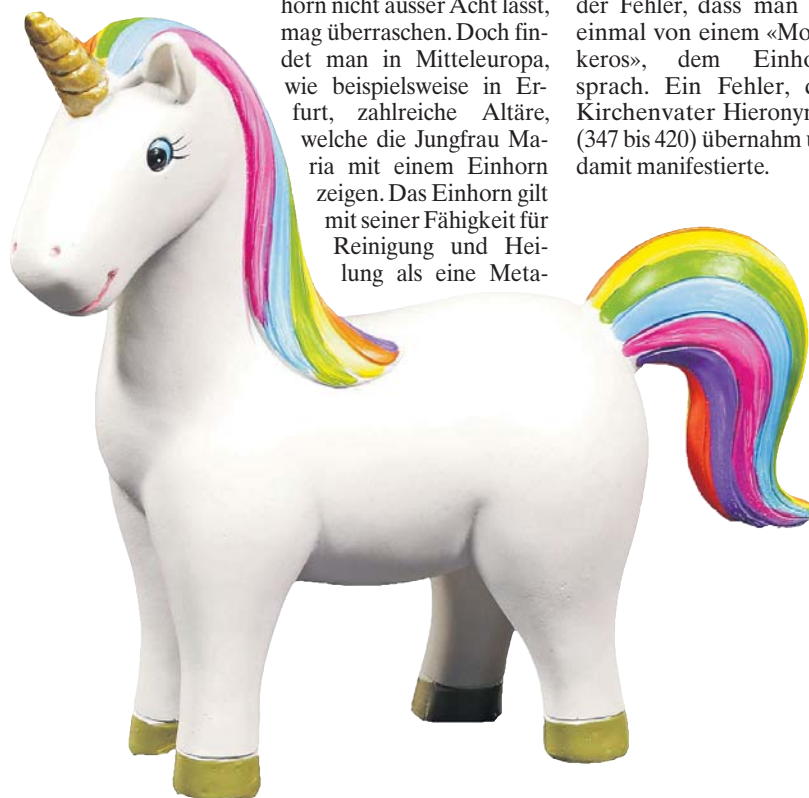 horn nicht ausser Acht lässt,
mag überraschen. Doch fin-
det man in Mitteleuropa,
wie beispielsweise in Er-
furt, zahlreiche Altäre,
welche die Jungfrau Ma-
ria mit einem Einhorn
zeigen. Das Einhorn gilt
mit seiner Fähigkeit für
Reinigung und Hei-
lung als eine Meta-
der Fehler, dass man
einmal von einem «Mo
keros», dem Einho
sprach. Ein Fehler,
Kirchenvater Hierony
(347 bis 420) übernahm
damit manifestierte.